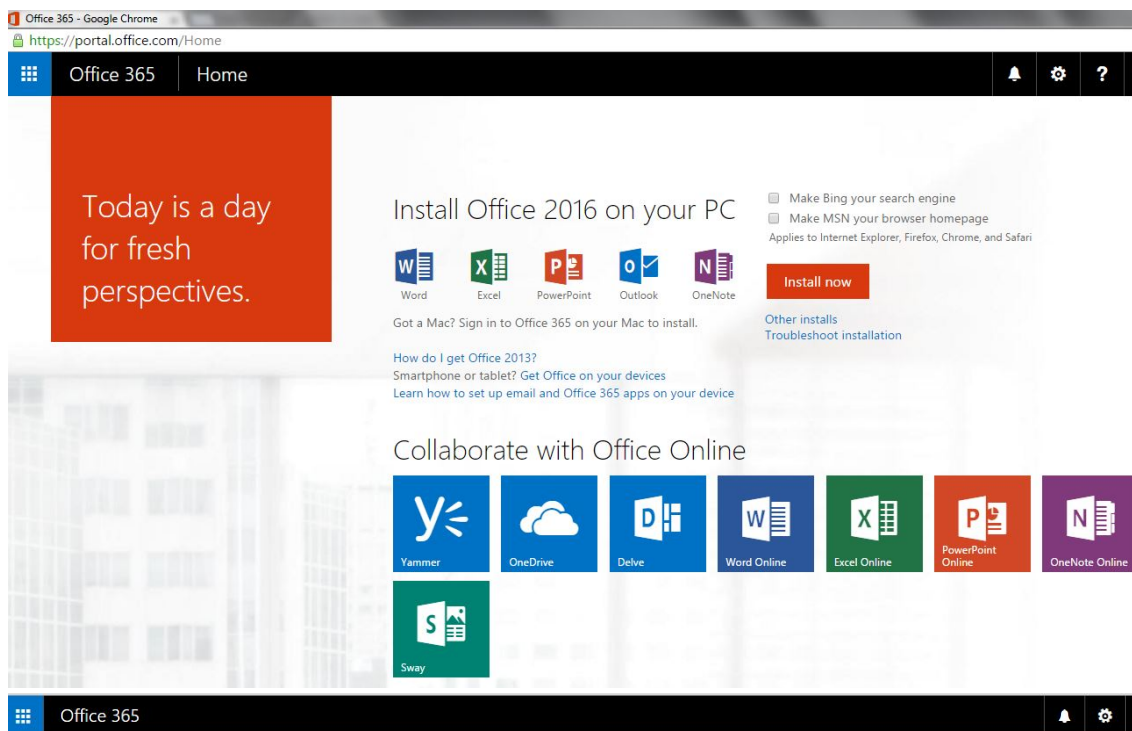 Office 365 - Google Chrome
https://portal.office.com/Home
Office 365 Home ?
Today is a day
for fresh
perspectives.
Install Office 2016 on your PC
Word Excel PowerPoint Outlook OneNote
Got a Mac? Sign in to Office 365 on your Mac to install.
How do I get Office 2013?
Smartphone or tablet? Get Office on your devices
Learn how to set up email and Office 365 apps on your device
Make Bing your search engine
Make MSN your browser homepage
Applies to Internet Explorer, Firefox, Chrome, and Safari
Install now
Other installs
Troubleshoot installation
Collaborate with Office Online
Yammer OneDrive Delve Word Online Excel Online PowerPoint
Online OneNote Online
Sway
Office 365